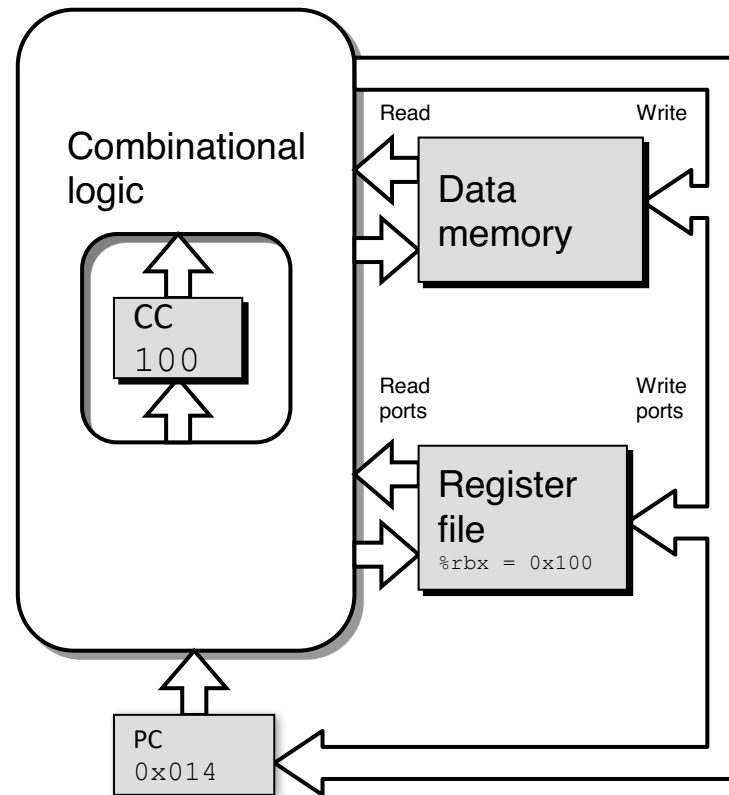 Read
Write
Combinational
logic
Data
memory
CC
100
Read
ports
Write
ports
Register
file
%rbx = 0x100
PC
0x014